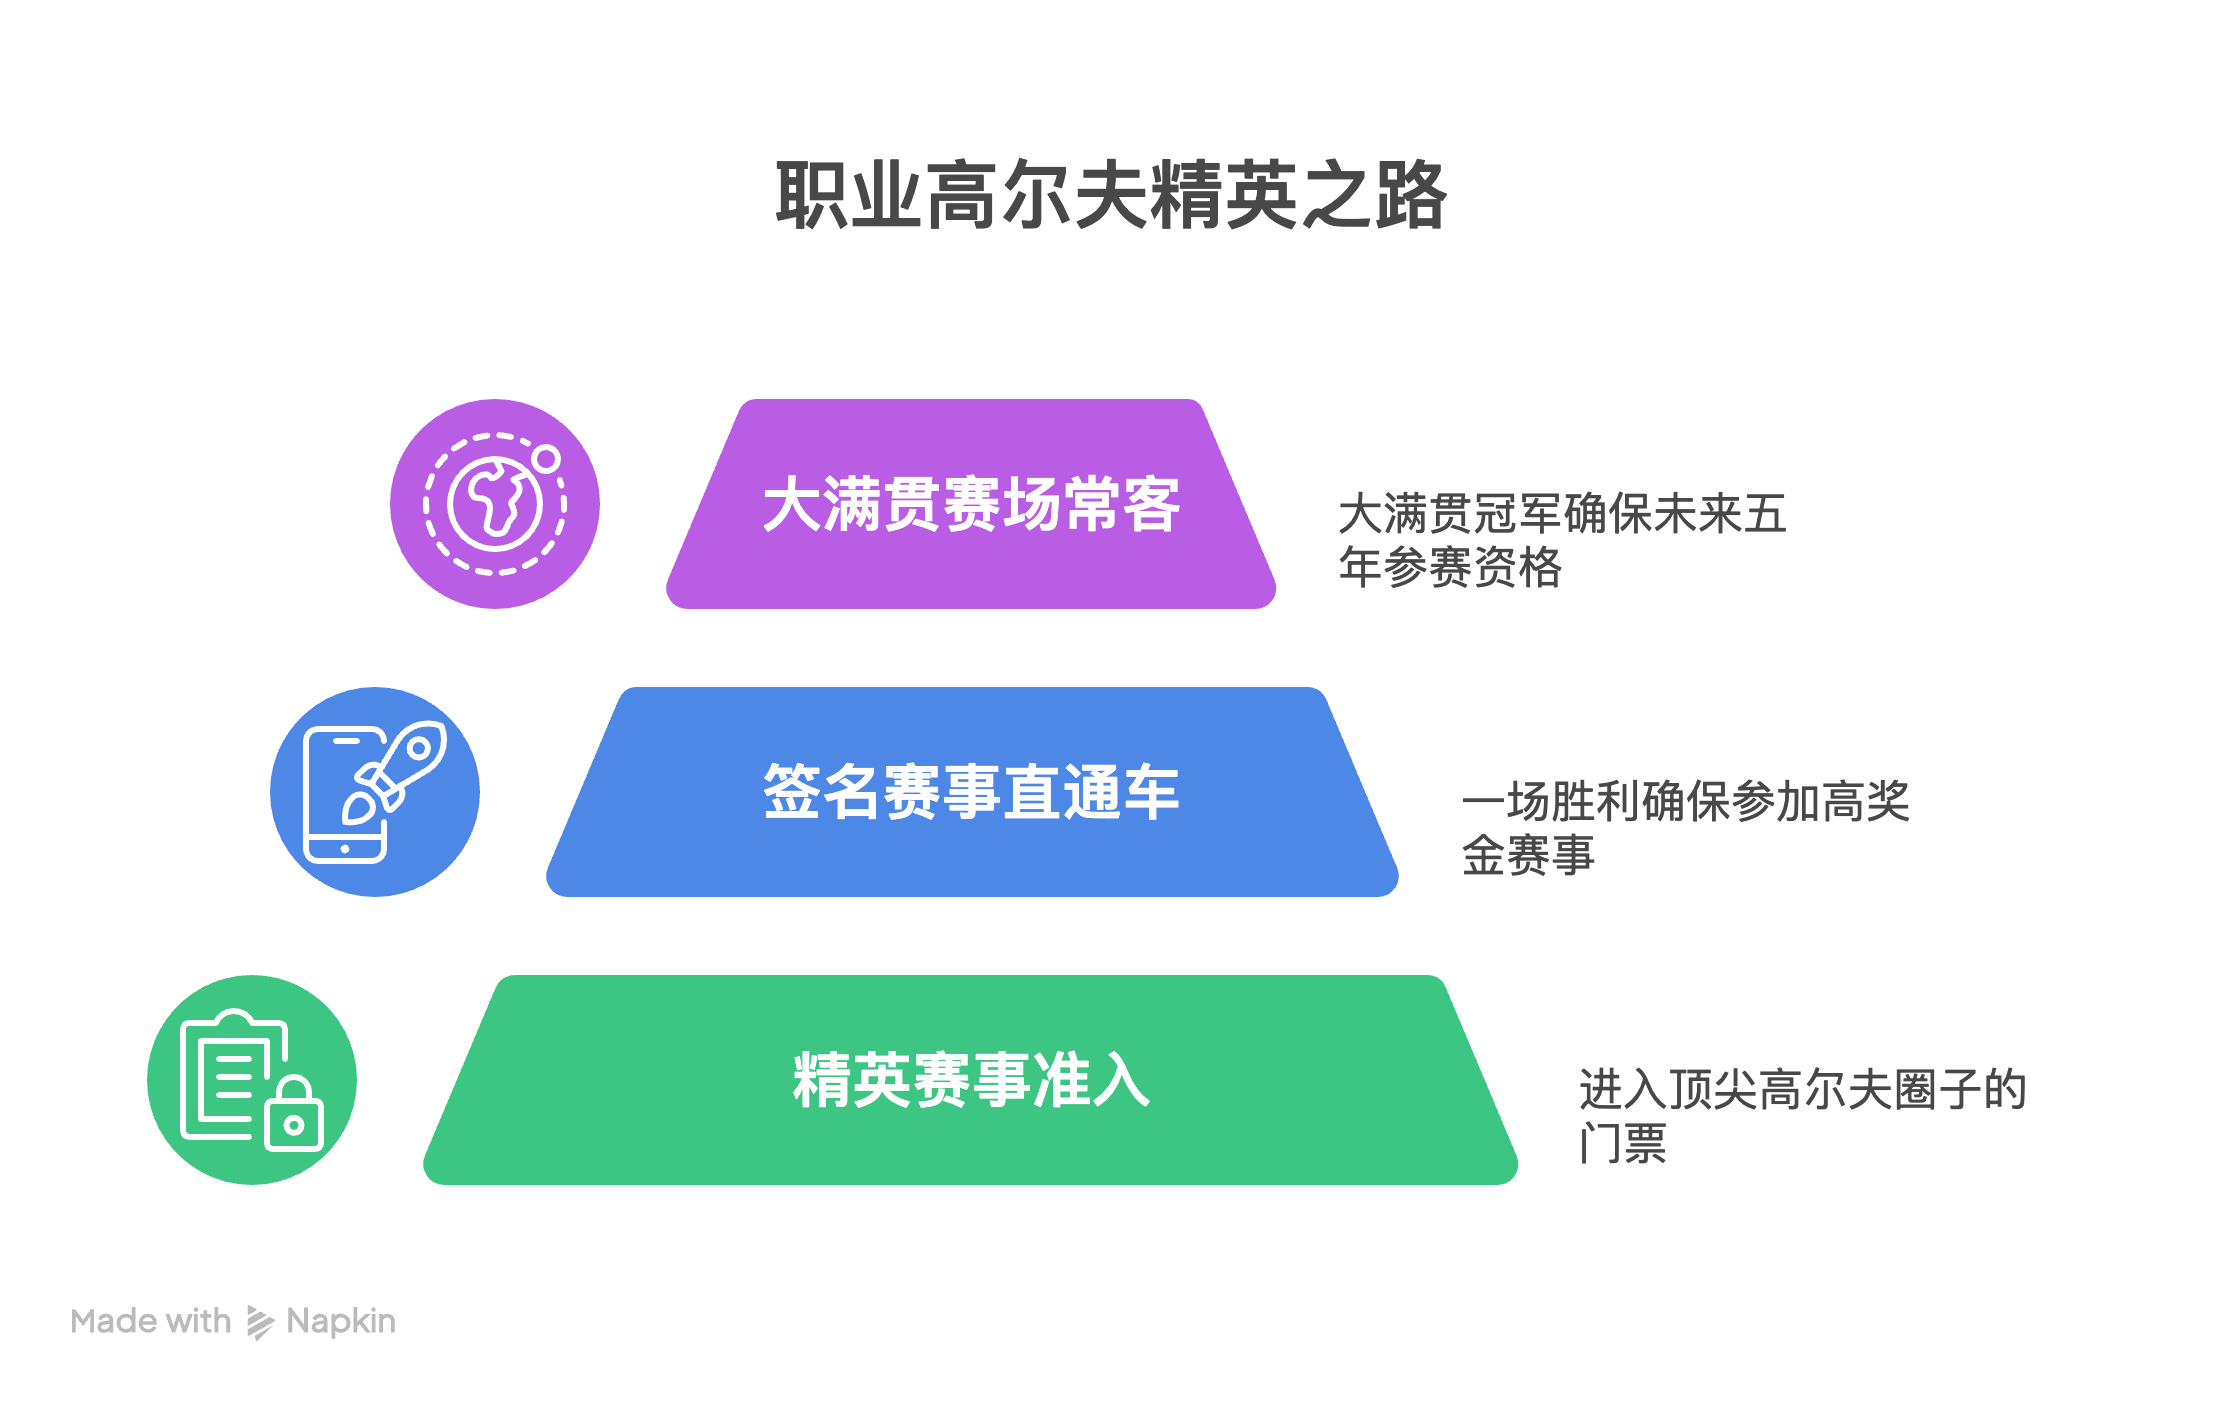 职业高尔夫精英之路
大满贯赛场常客
大满贯冠军确保未来五
年参赛资格
签名赛事直通车
一场胜利确保参加高奖
金赛事
精英赛事准入
进入顶尖高尔夫圈子的
门票
Made with Napkin